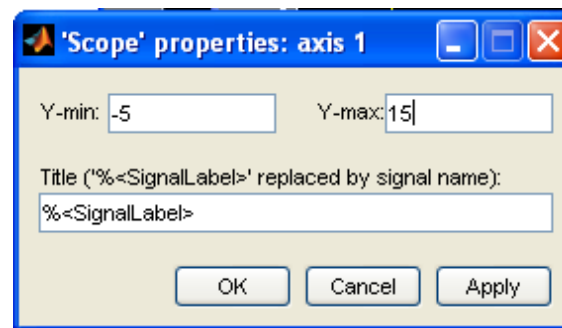 'Scope' properties: axis 1
Y-min: -5 Y-max: 15
Title ('%<SignalLabel>' replaced by signal name):
%<SignalLabel>
OK Cancel Apply